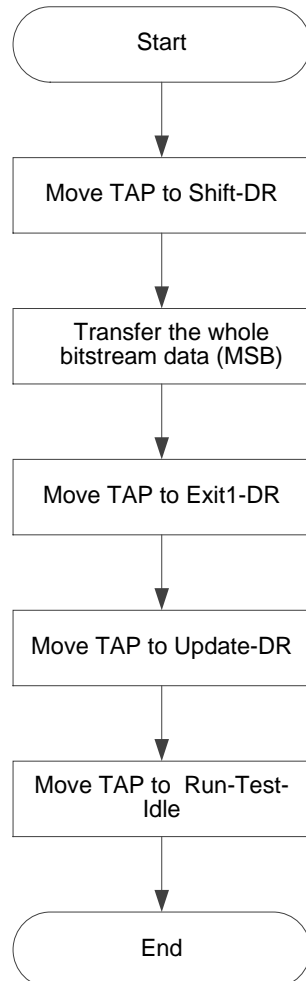 Start
Move TAP to Shift-DR
Transfer the whole
bitstream data (MSB)
Move TAP to Exit1-DR
Move TAP to Update-DR
Move TAP to  Run-Test-
Idle
End